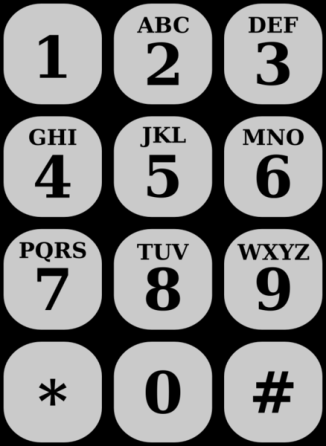 1 ABC 2 DEF 3
GHI 4 JKL 5 MNO 6
PQRS 7 TUV 8 WXYZ 9
* 0 #